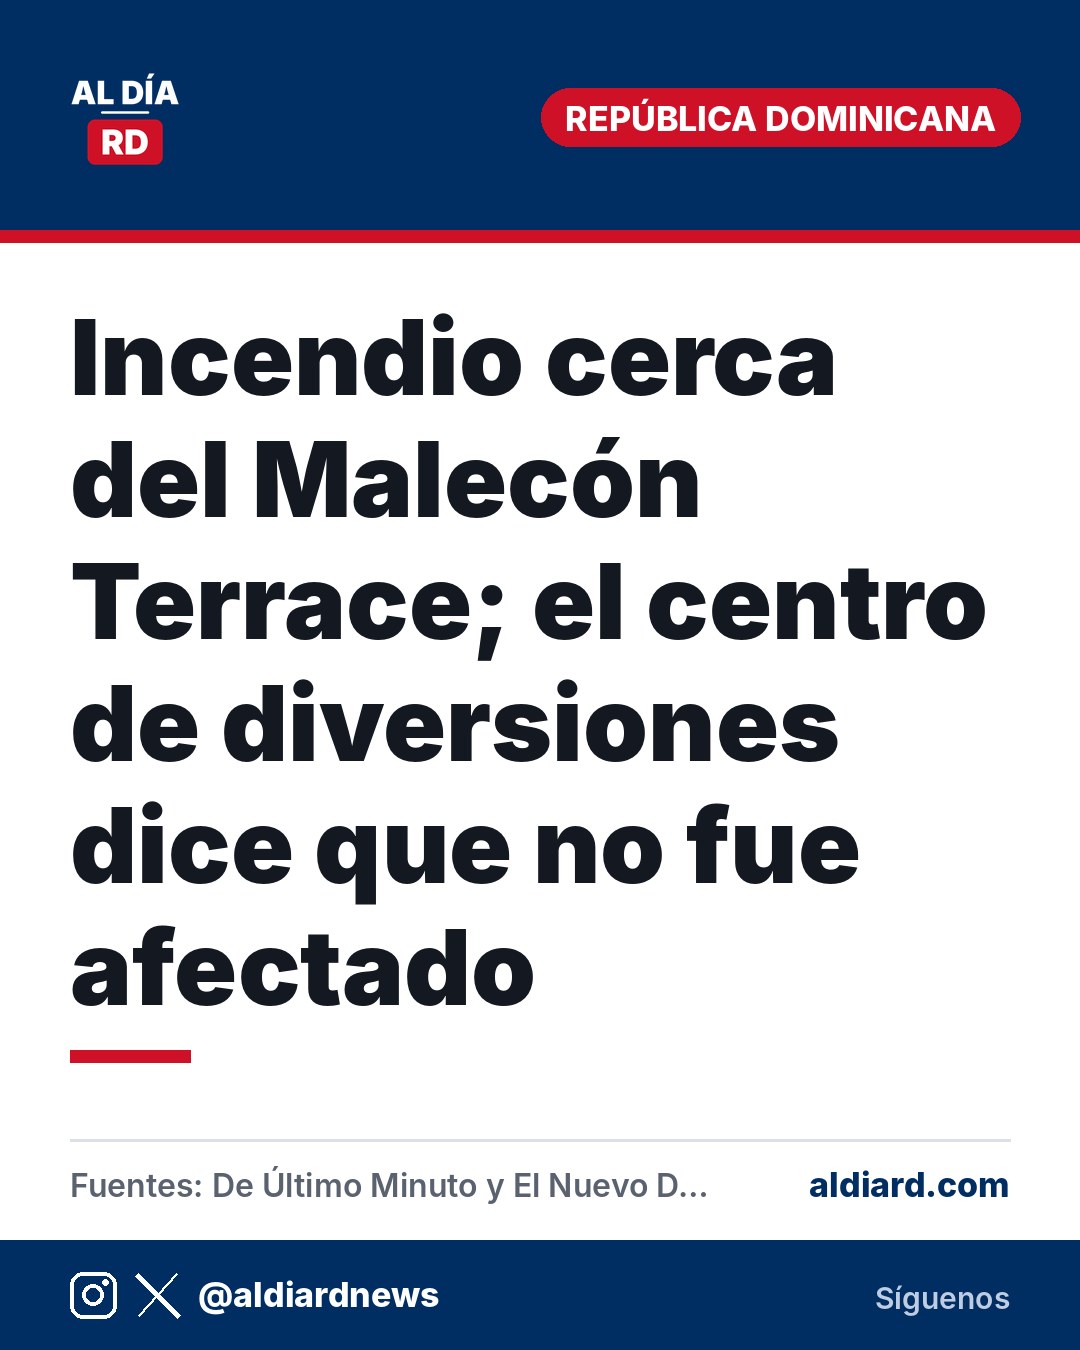 AL DÍA
RD
REPÚBLICA DOMINICANA
Incendio cerca
del Malecón
Terrace; el centro
de diversiones
dice que no fue
afectado
Fuentes: De Último Minuto y El Nuevo D...
aldiard.com
@aldiardnews
Síguenos